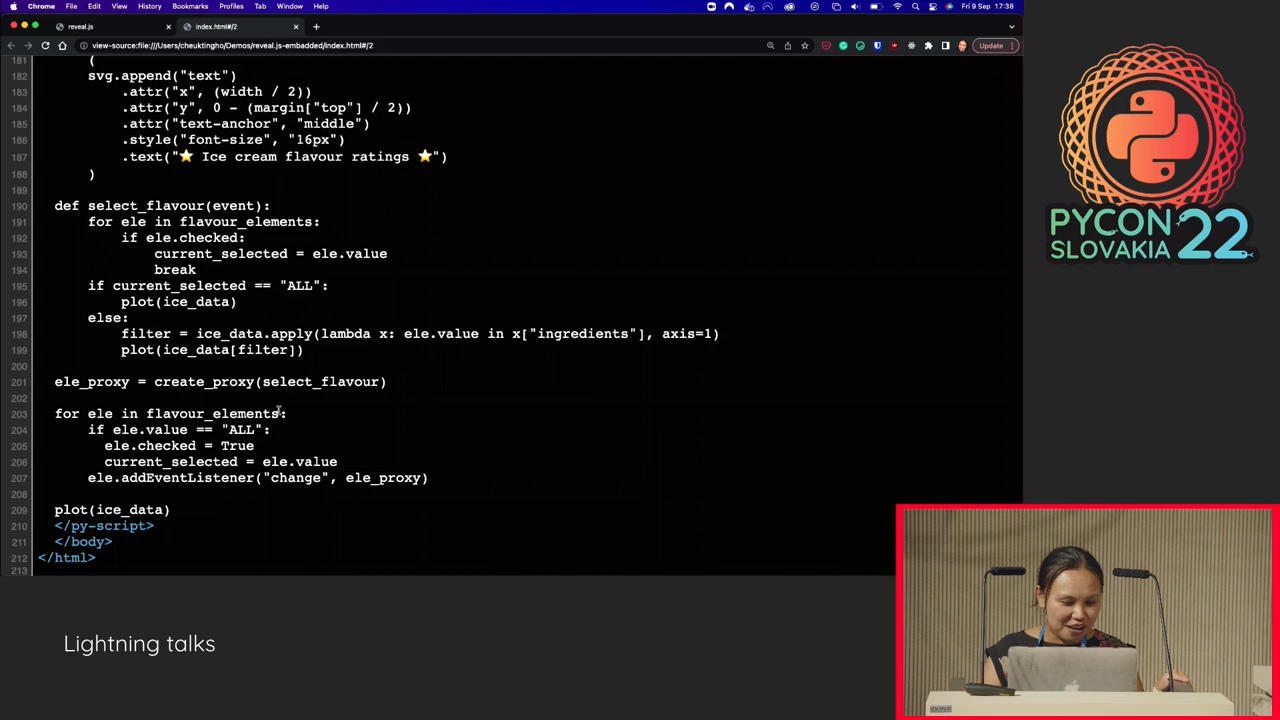 Chrome File Edit View History Bookmarks Profiles Tab Window Help
Fri 9 Sep 17:38
reveal.js
index.html#/2
view-source:file:///Users/cheuktingho/Demos/reveal.js-embadded/index.html#/2
Update
181 (
182 svg.append("text")
183 .attr("x", (width / 2))
184 .attr("y", 0 - (margin["top"] / 2))
185 .attr("text-anchor", "middle")
186 .style("font-size", "16px")
187 .text("⭐ Ice cream flavour ratings ⭐")
188 )
189
190 def select_flavour(event):
191 for ele in flavour_elements:
192 if ele.checked:
193 current_selected = ele.value
194 break
195 if current_selected == "ALL":
196 plot(ice_data)
197 else:
198 filter = ice_data.apply(lambda x: ele.value in x["ingredients"], axis=1)
199 plot(ice_data[filter])
200
201 ele_proxy = create_proxy(select_flavour)
202
203 for ele in flavour_elements:
204 if ele.value == "ALL":
205 ele.checked = True
206 current_selected = ele.value
207 ele.addEventListener("change", ele_proxy)
208
209 plot(ice_data)
210 </py-script>
211 </body>
212 </html>
213
PYCON
SLOVAKIA 22
Lightning talks